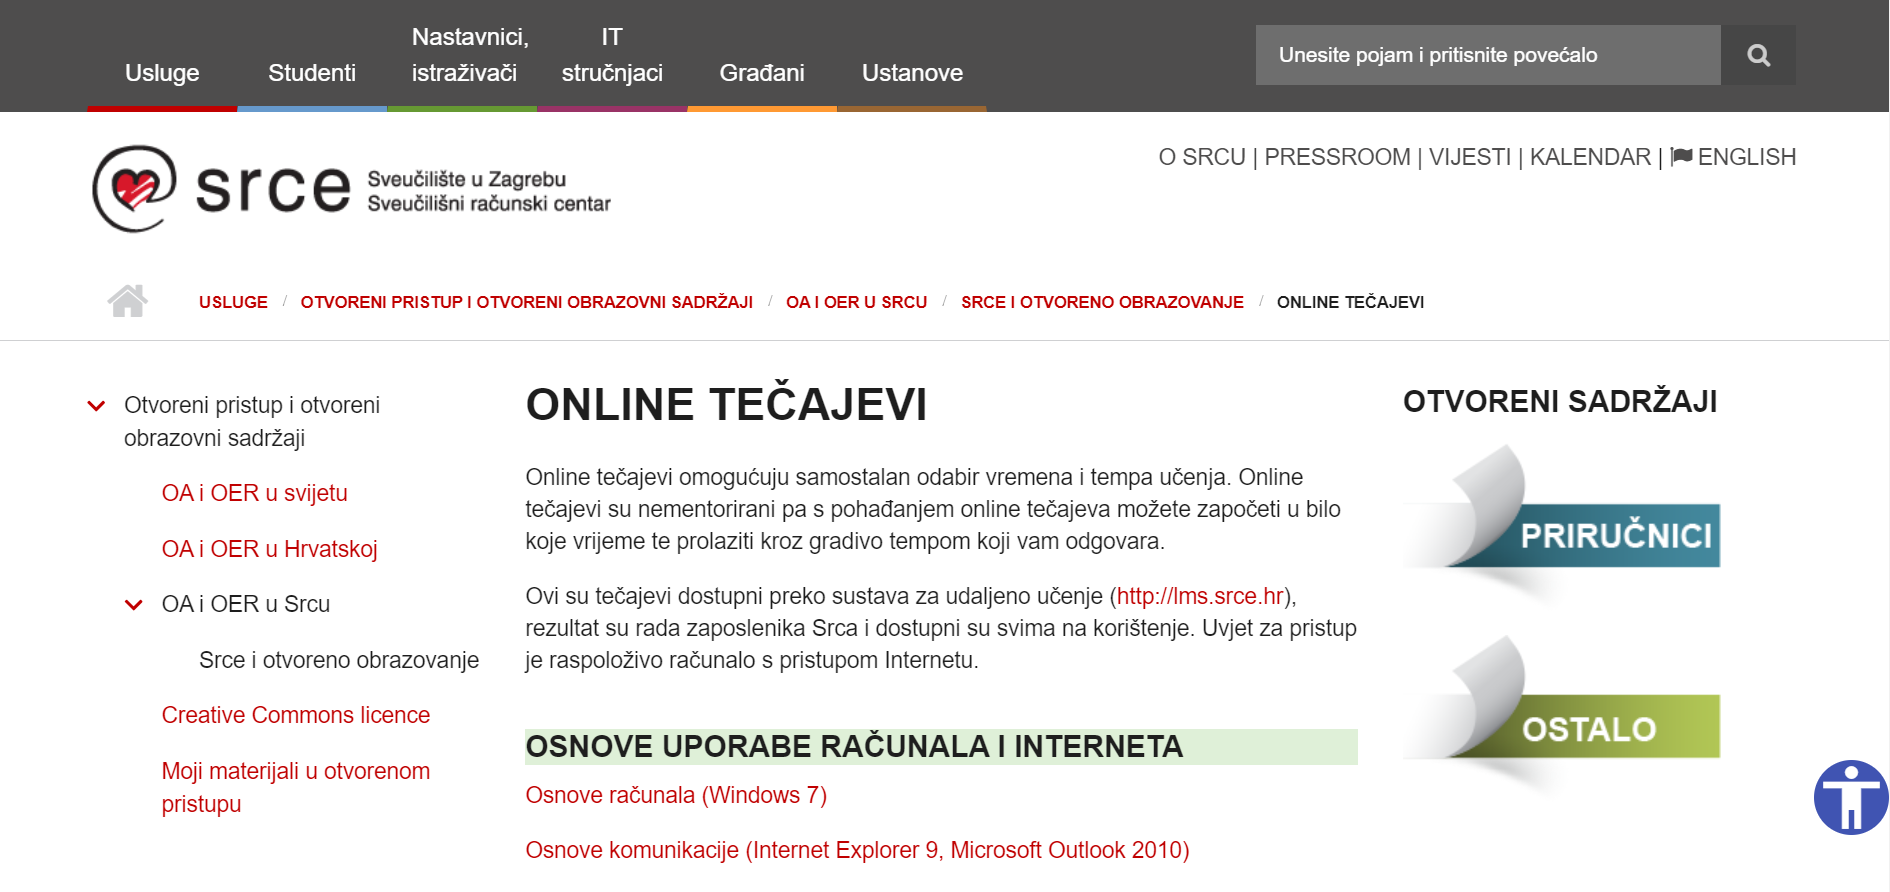 Usluge
Studenti
Nastavnici,
istraživači
IT
stručnjaci
Građani
Ustanove
Unesite pojam i pritisnite povećalo
srce
Sveučilište u Zagrebu
Sveučilišni računski centar
O SRCU | PRESSROOM | VIJESTI | KALENDAR | ENGLISH
USLUGE / OTVORENI PRISTUP I OTVORENI OBRAZOVNI SADRŽAJI / OA I OER U SRCU / SRCE I OTVORENO OBRAZOVANJE / ONLINE TEČAJEVI
Otvoreni pristup i otvoreni
obrazovni sadržaji
OA i OER u svijetu
OA i OER u Hrvatskoj
OA i OER u Srcu
Srce i otvoreno obrazovanje
Creative Commons licence
Moji materijali u otvorenom
pristupu
ONLINE TEČAJEVI
Online tečajevi omogućuju samostalan odabir vremena i tempa učenja. Online
tečajevi su nementorirani pa s pohađanjem online tečajeva možete započeti u bilo
koje vrijeme te prolaziti kroz gradivo tempom koji vam odgovara.
Ovi su tečajevi dostupni preko sustava za udaljeno učenje (http://lms.srce.hr),
rezultat su rada zaposlenika Srca i dostupni su svima na korištenje. Uvjet za pristup
je raspoloživo računalo s pristupom Internetu.
OSNOVE UPORABE RAČUNALA I INTERNETA
Osnove računala (Windows 7)
Osnove komunikacije (Internet Explorer 9, Microsoft Outlook 2010)
OTVORENI SADRŽAJI
PRIRUČNICI
OSTALO